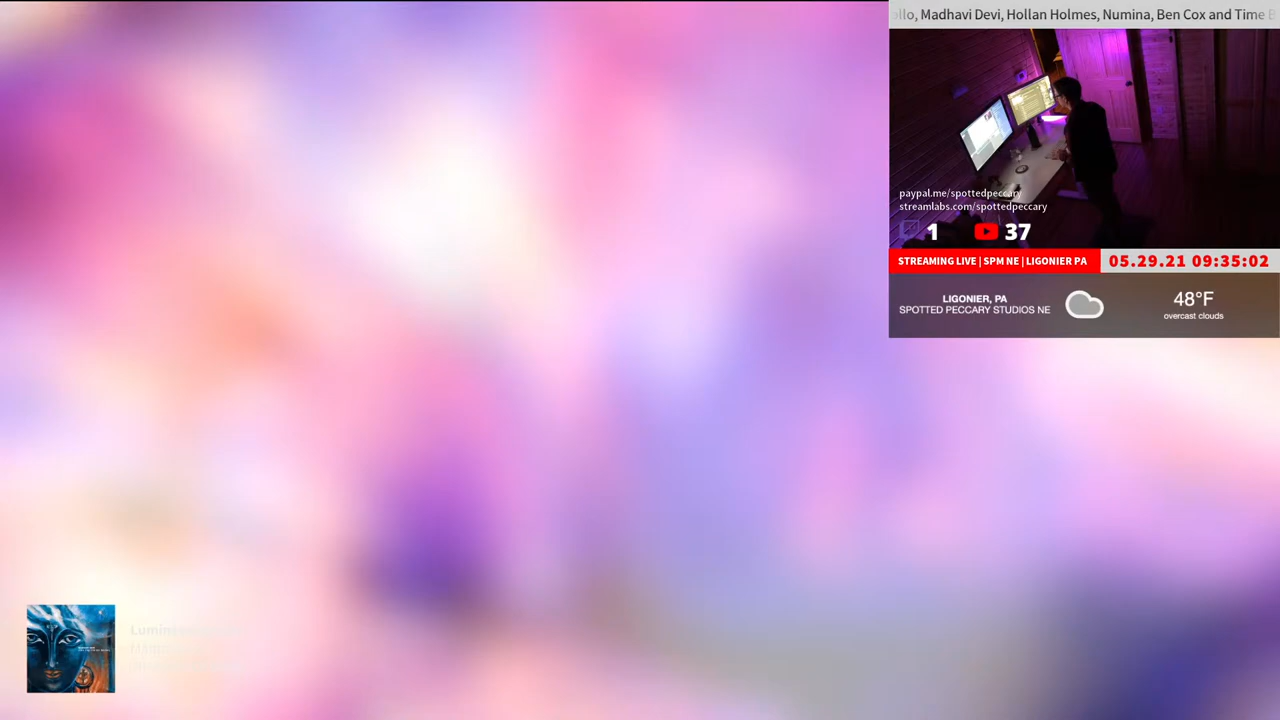 Madhavi Devi, Hollan Holmes, Numina, Ben Cox and Time
paypal.me/spottedpeccary
streamlabs.com/spottedpeccary
1 37
STREAMING LIVE | SPM NE | LIGONIER PA 05.29.21 09:35:02
LIGONIER, PA
SPOTTED PECCARY STUDIOS NE
48°F
overcast clouds